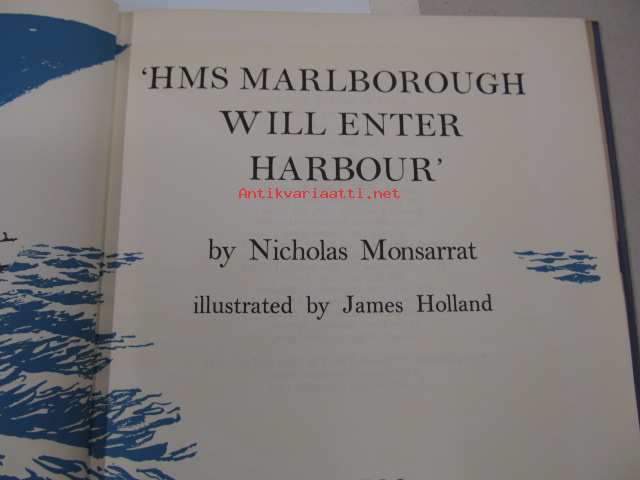 'HMS MARLBOROUGH
WILL ENTER
HARBOUR'
Antikvariaatti.net
by Nicholas Monsarrat
illustrated by James Holland